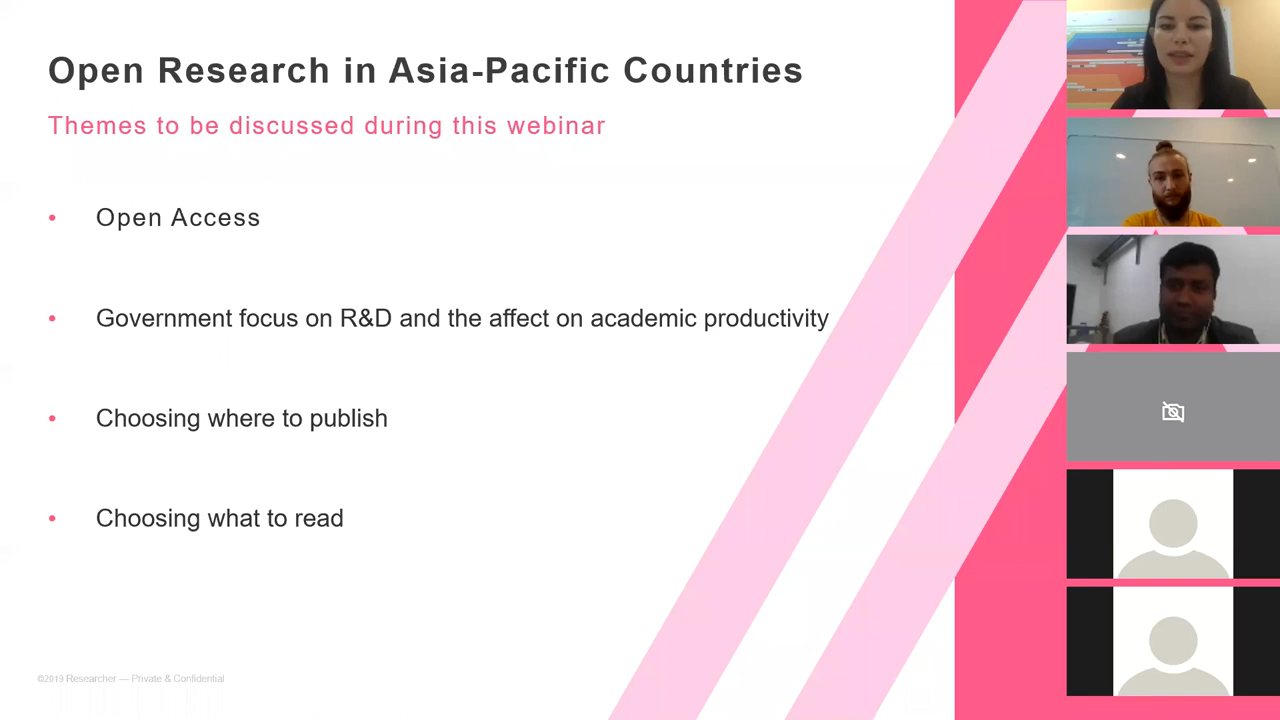 Open Research in Asia-Pacific Countries
Themes to be discussed during this webinar
• Open Access
• Government focus on R&D and the affect on academic productivity
• Choosing where to publish
• Choosing what to read
©2019 Researcher — Private & Confidential